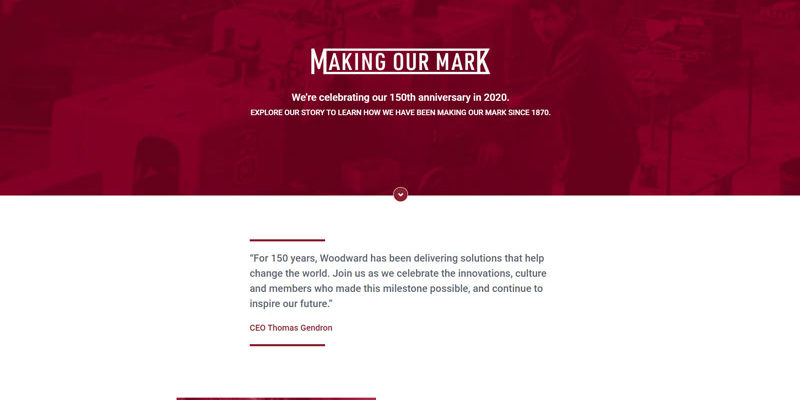 MAKING OUR MARK
We're celebrating our 150th anniversary in 2020.
EXPLORE OUR STORY TO LEARN HOW WE HAVE BEEN MAKING OUR MARK SINCE 1870.
“For 150 years, Woodward has been delivering solutions that help
change the world. Join us as we celebrate the innovations, culture
and members who made this milestone possible, and continue to
inspire our future.”
CEO Thomas Gendron